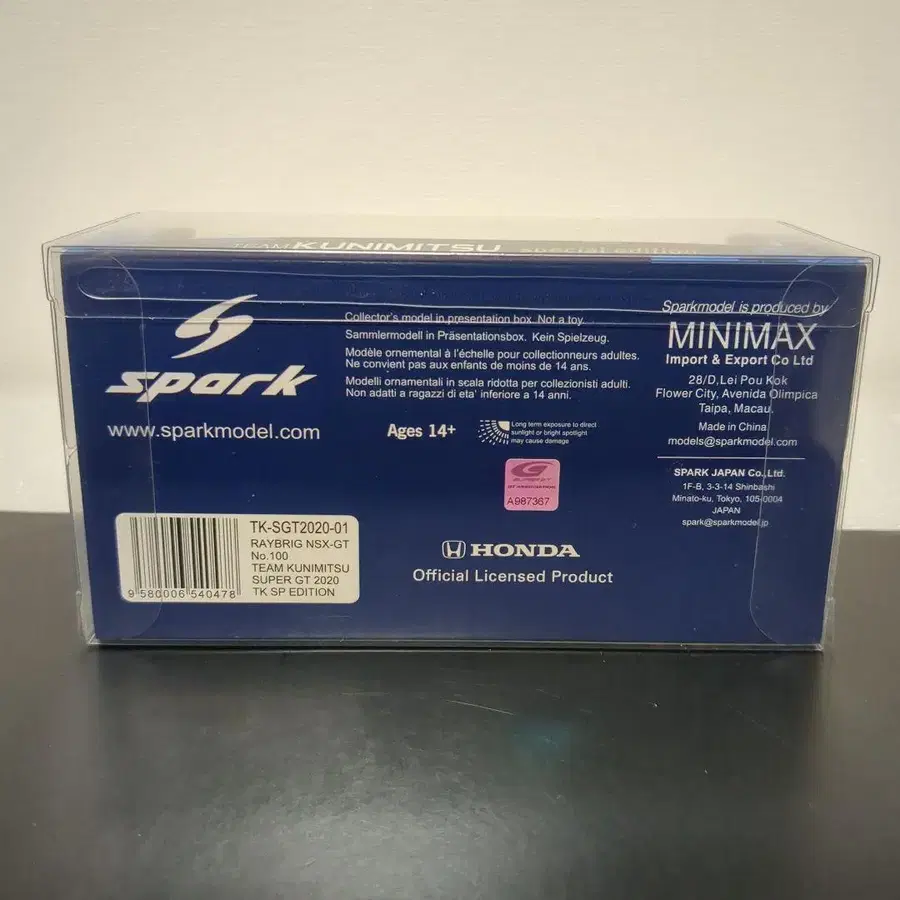 TEAM KUNIMITSU special edition
spark
www.sparkmodel.com
Collector's model in presentation box. Not a toy.
Sammlermodell in Präsentationsbox. Kein Spielzeug.
Modèle ornemental à l'échelle pour collectionneurs adultes.
Ne convient pas aux enfants de moins de 14 ans.
Modelli ornamentali in scala ridotta per collezionisti adulti.
Non adatti a ragazzi di eta' inferiore a 14 anni.
Ages 14+
Long term exposure to direct
sunlight or bright spotlight
may cause damage
SUPER GT
A987367
HONDA
Official Licensed Product
Sparkmodel is produced by
MINIMAX
Import & Export Co Ltd
28/D, Lei Pou Kok
Flower City, Avenida Olimpica
Taipa, Macau.
Made in China
models@sparkmodel.com
SPARK JAPAN Co., Ltd.
1F-B, 3-3-14 Shinbashi
Minato-ku, Tokyo, 105-0004
JAPAN
spark@sparkmodel.jp
9 580006 540478
TK-SGT2020-01
RAYBRIG NSX-GT
No.100
TEAM KUNIMITSU
SUPER GT 2020
TK SP EDITION